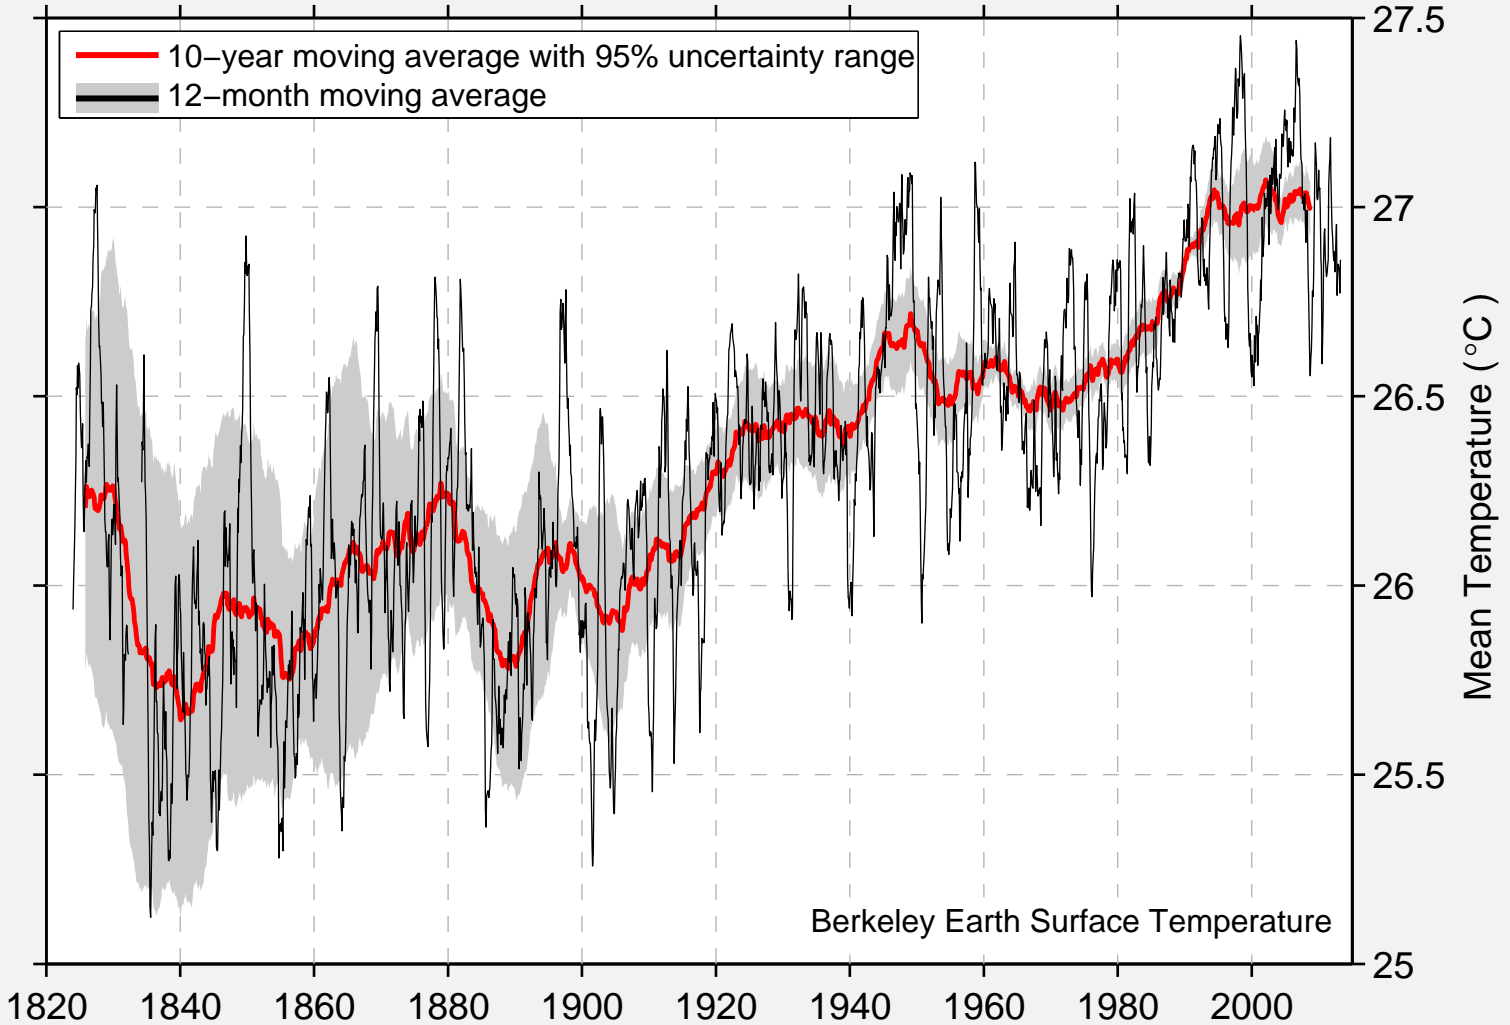 10−year moving average with 95% uncertainty range
12−month moving average
27.5
27
26.5
26
25.5
25
Mean Temperature (°C )
Berkeley Earth Surface Temperature
1820 1840 1860 1880 1900 1920 1940 1960 1980 2000